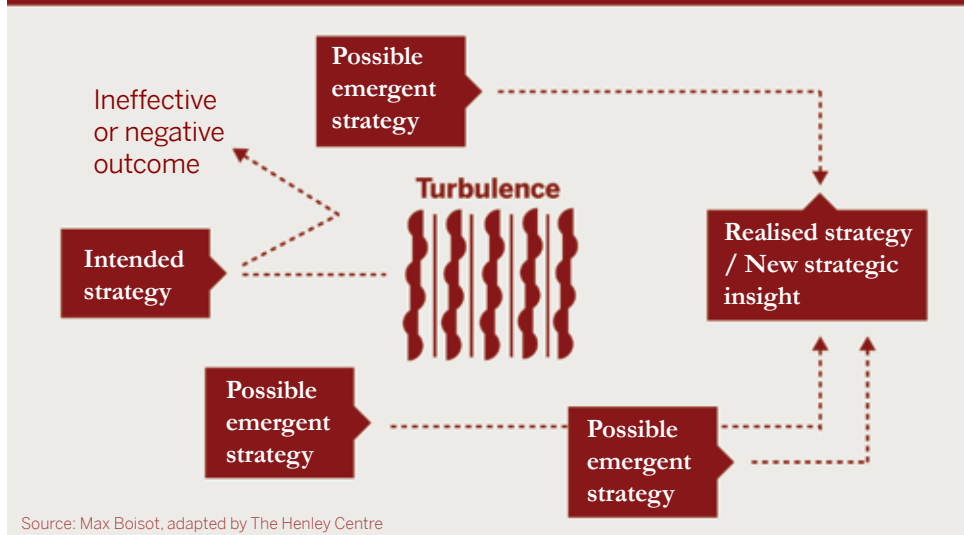 Possible
emergent
strategy
Ineffective
or negative
outcome
Turbulence
Intended
strategy
Realised strategy
/ New strategic
insight
Possible
emergent
strategy
Possible
emergent
strategy
Source: Max Boisot, adapted by The Henley Centre